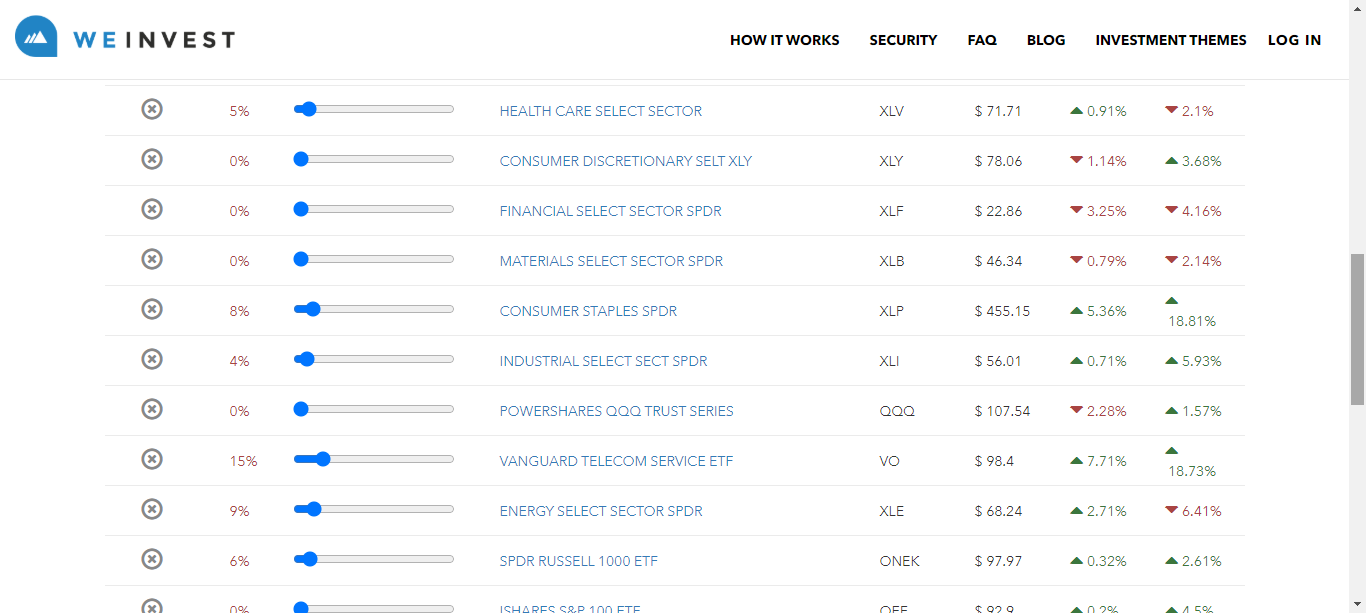 WEINVEST
HOW IT WORKS SECURITY FAQ BLOG INVESTMENT THEMES LOG IN
5% HEALTH CARE SELECT SECTOR XLV $ 71.71 0.91% 2.1%
0% CONSUMER DISCRETIONARY SELT XLY XLY $ 78.06 1.14% 3.68%
0% FINANCIAL SELECT SECTOR SPDR XLF $ 22.86 3.25% 4.16%
0% MATERIALS SELECT SECTOR SPDR XLB $ 46.34 0.79% 2.14%
8% CONSUMER STAPLES SPDR XLP $ 455.15 5.36% 18.81%
4% INDUSTRIAL SELECT SECT SPDR XLI $ 56.01 0.71% 5.93%
0% POWERSHARES QQQ TRUST SERIES QQQ $ 107.54 2.28% 1.57%
15% VANGUARD TELECOM SERVICE ETF VO $ 98.4 7.71% 18.73%
9% ENERGY SELECT SECTOR SPDR XLE $ 68.24 2.71% 6.41%
6% SPDR RUSSELL 1000 ETF ONEK $ 97.97 0.32% 2.61%
0% ISHARES S&P 100 ETF OEF $ 92.9 0.2% 4.5%